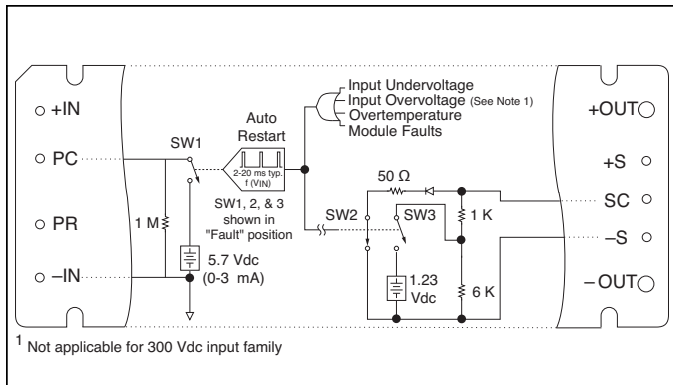 Input Undervoltage
Input Overvoltage (See Note 1)
Overtemperature
Module Faults
+IN
PC
PR
–IN
SW1
Auto
Restart
2-20 ms typ.
f (VIN)
SW1, 2, & 3
shown in
"Fault" position
1 M
5.7 Vdc
(0-3 mA)
50 Ω
SW2
SW3
1 K
1.23
Vdc
6 K
+OUT
+S
SC
–S
–OUT
1 Not applicable for 300 Vdc input family